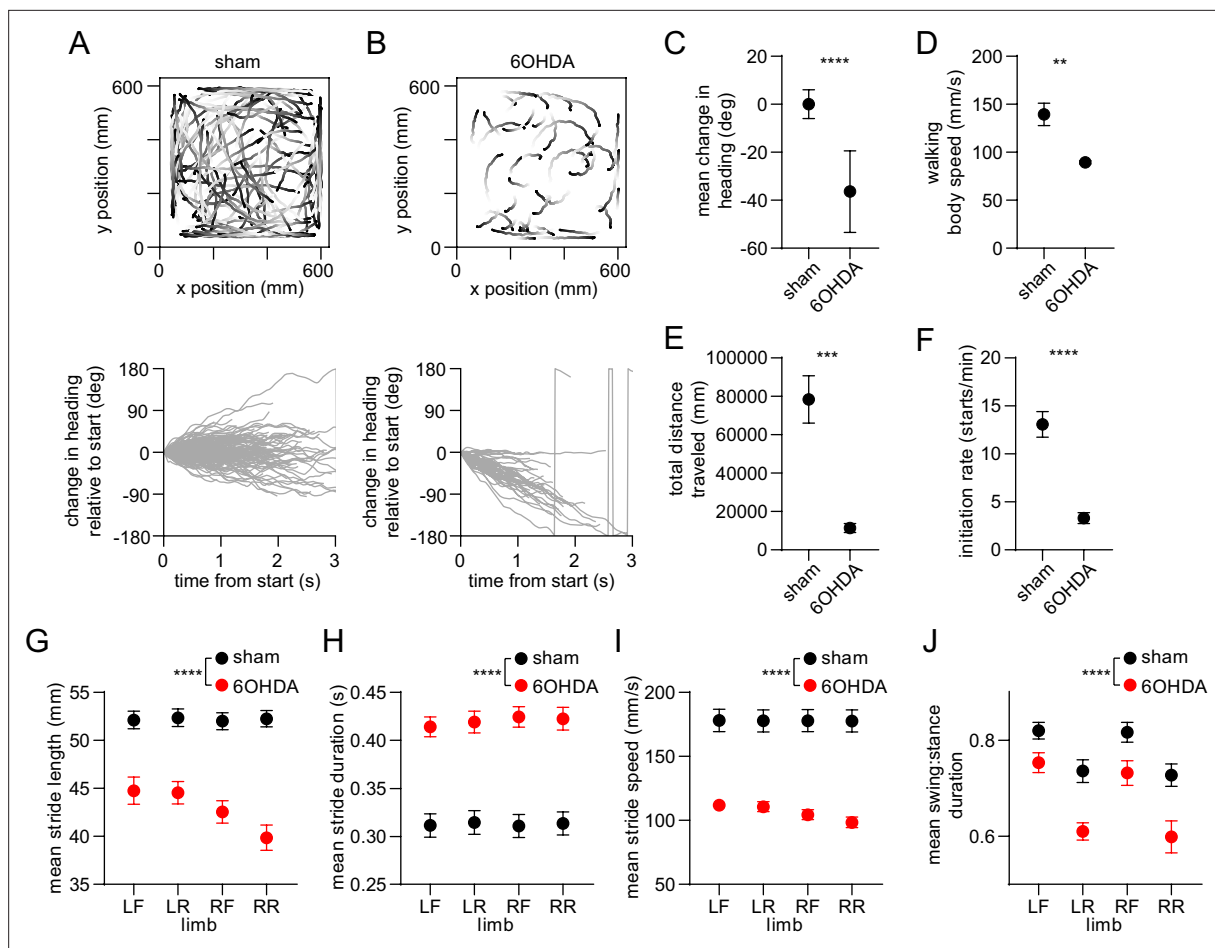 A
sham
600
y position (mm)
0
0
600
x position (mm)
B
6OHDA
600
y position (mm)
0
0
600
x position (mm)
C
20
0
-20
-40
-60
mean change in
heading (deg)
****
sham
6OHDA
D
200
150
100
50
0
walking
body speed (mm/s)
**
sham
6OHDA
180
90
0
-90
-180
change in heading
relative to start (deg)
0
1
2
3
time from start (s)
180
90
0
-90
-180
change in heading
relative to start (deg)
0
1
2
3
time from start (s)
E
100000
80000
60000
40000
20000
0
total distance
traveled (mm)
***
sham
6OHDA
F
20
15
10
5
0
initiation rate (starts/min)
****
sham
6OHDA
G
sham
****
6OHDA
55
50
45
40
35
mean stride length (mm)
LF
LR
RF
RR
limb
H
sham
****
6OHDA
0.45
0.40
0.35
0.30
0.25
mean stride duration (s)
LF
LR
RF
RR
limb
I
sham
****
6OHDA
200
150
100
50
mean stride speed (mm/s)
LF
LR
RF
RR
limb
J
sham
****
6OHDA
0.8
0.6
mean swing:stance
duration
LF
LR
RF
RR
limb